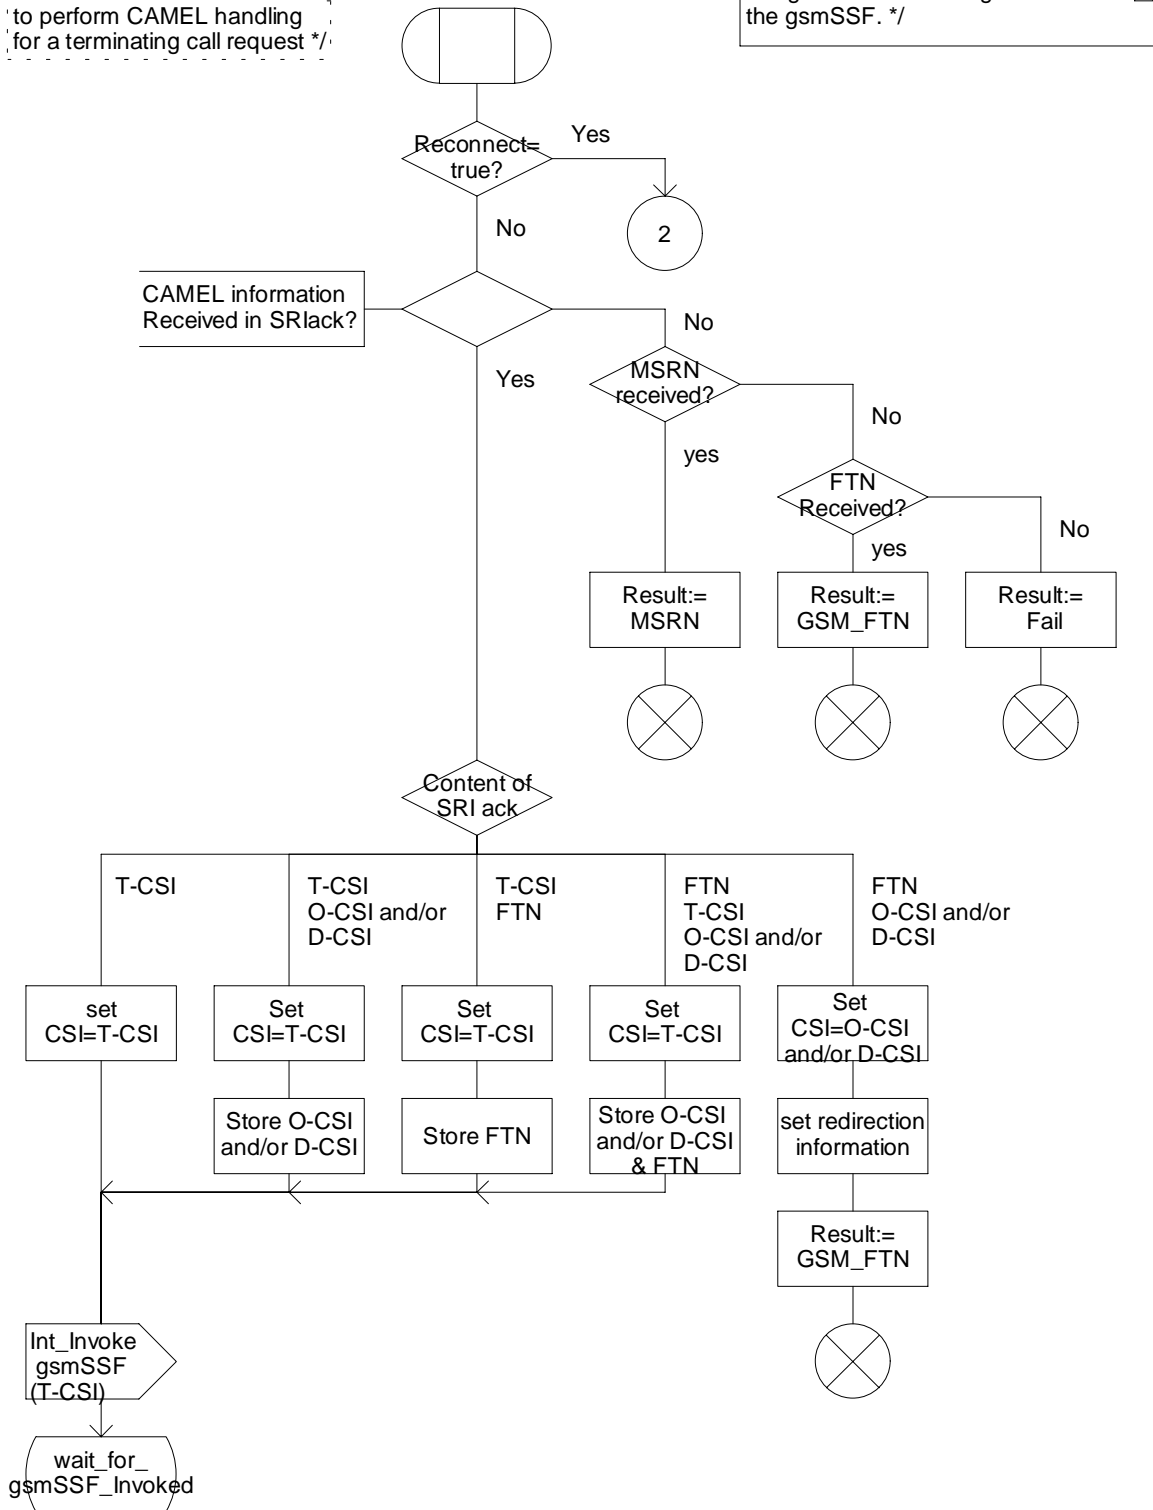 to perform CAMEL handling
for a terminating call request */
the gsmSSF. */
Reconnect=
true?
Yes
No
2
CAMEL information
Received in SRIack?
No
Yes
MSRN
received?
No
yes
FTN
Received?
No
yes
Result:=
MSRN
Result:=
GSM_FTN
Result:=
Fail
Content of
SRI ack
T-CSI
T-CSI
O-CSI and/or
D-CSI
T-CSI
FTN
FTN
T-CSI
O-CSI and/or
D-CSI
FTN
O-CSI and/or
D-CSI
set
CSI=T-CSI
Set
CSI=T-CSI
Set
CSI=T-CSI
Set
CSI=T-CSI
Set
CSI=O-CSI
and/or D-CSI
Store O-CSI
and/or D-CSI
Store FTN
Store O-CSI
and/or D-CSI
& FTN
set redirection
information
Result:=
GSM_FTN
Int_Invoke
gsmSSF
(T-CSI)
wait_for_
gsmSSF_Invoked